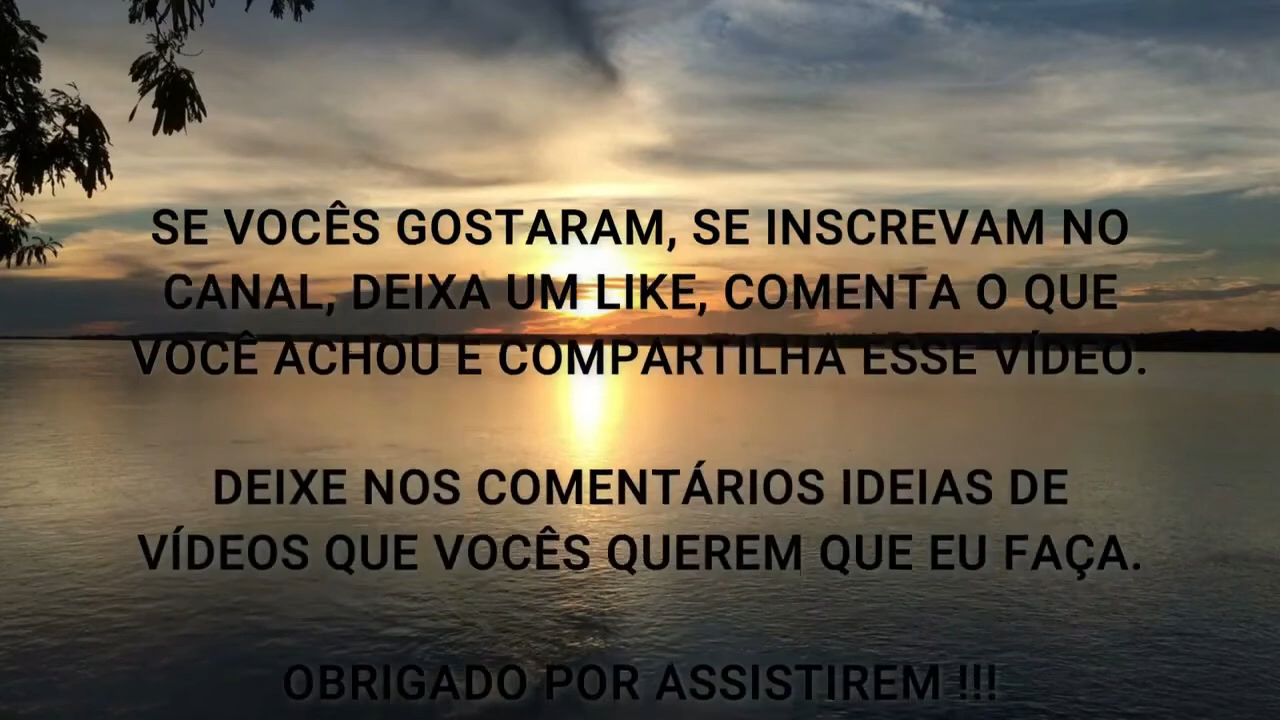 SE VOCÊS GOSTARAM, SE INSCREVAM NO
CANAL, DEIXA UM LIKE, COMENTA O QUE
VOCÊ ACHOU E COMPARTILHA ESSE VÍDEO.
DEIXE NOS COMENTÁRIOS IDEIAS DE
VÍDEOS QUE VOCÊS QUEREM QUE EU FAÇA.
OBRIGADO POR ASSISTIREM !!!